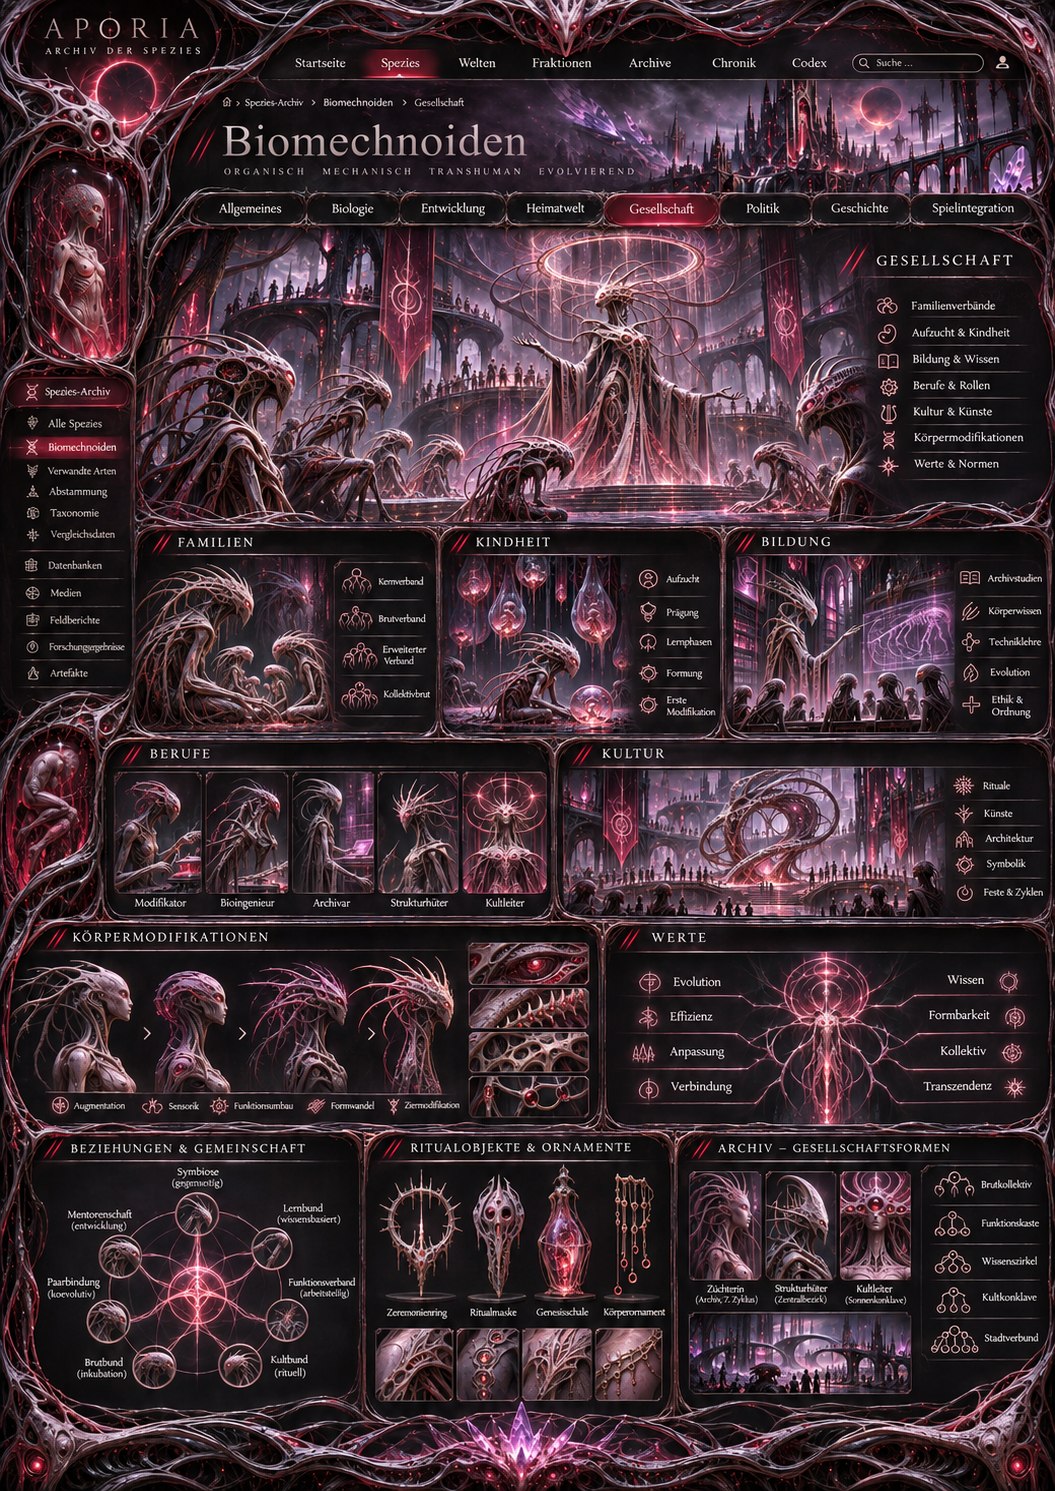 APORIA
ARCHIV DER SPEZIES
Startseite
Spezies
Welten
Fraktionen
Archive
Chronik
Codex
Suche ...
Spezies-Archiv > Biomechnoiden > Gesellschaft
Biomechnoiden
ORGANISCH MECHANISCH TRANSHUMAN EVOLVIEREND
Allgemeines
Biologie
Entwicklung
Heimatwelt
Gesellschaft
Politik
Geschichte
Spielintegration
GESELLSCHAFT
Familienverbände
Aufzucht & Kindheit
Bildung & Wissen
Berufe & Rollen
Kultur & Künste
Körpermodifikationen
Werte & Normen
Spezies-Archiv
Alle Spezies
Biomechnoiden
Verwandte Arten
Abstammung
Taxonomie
Vergleichsdaten
Datenbanken
Medien
Feldberichte
Forschungsergebnisse
Artefakte
FAMILIEN
Kernverband
Brutverband
Erweiterter
Verband
Kollektivbrut
KINDHEIT
Aufzucht
Prägung
Lernphasen
Formung
Erste
Modifikation
BILDUNG
Archivstudien
Körperwissen
Techniklehre
Evolution
Ethik &
Ordnung
BERUFE
Modifikator
Bioingenieur
Archivar
Strukturhüter
Kultleiter
KULTUR
Rituale
Künste
Architektur
Symbolik
Feste & Zyklen
KÖRPERMODIFIKATIONEN
Augmentation
Sensorik
Funktionsumbau
Formwandel
Ziermodifikation
WERTE
Evolution
Effizienz
Anpassung
Verbindung
Wissen
Formbarkeit
Kollektiv
Transzendenz
BEZIEHUNGEN & GEMEINSCHAFT
Symbiose
(gegenseitig)
Mentorenschaft
(entwicklung)
Lernbund
(wissensbasiert)
Paarbindung
(koevolutiv)
Funktionsverband
(arbeitsteilig)
Brutbund
(inkubation)
Kultbund
(rituell)
RITUALOBJEKTE & ORNAMENTE
Zeremonienring
Ritualmaske
Genesisschule
Körperornament
ARCHIV – GESELLSCHAFTSFORMEN
Züchterin
(Archiv, 7. Zyklus)
Strukturhüter
(Zentralbezirk)
Kultleiter
(Sonnenkonklave)
Brutkollektiv
Funktionskaste
Wissenszirkel
Kultkonklave
Stadtverbund